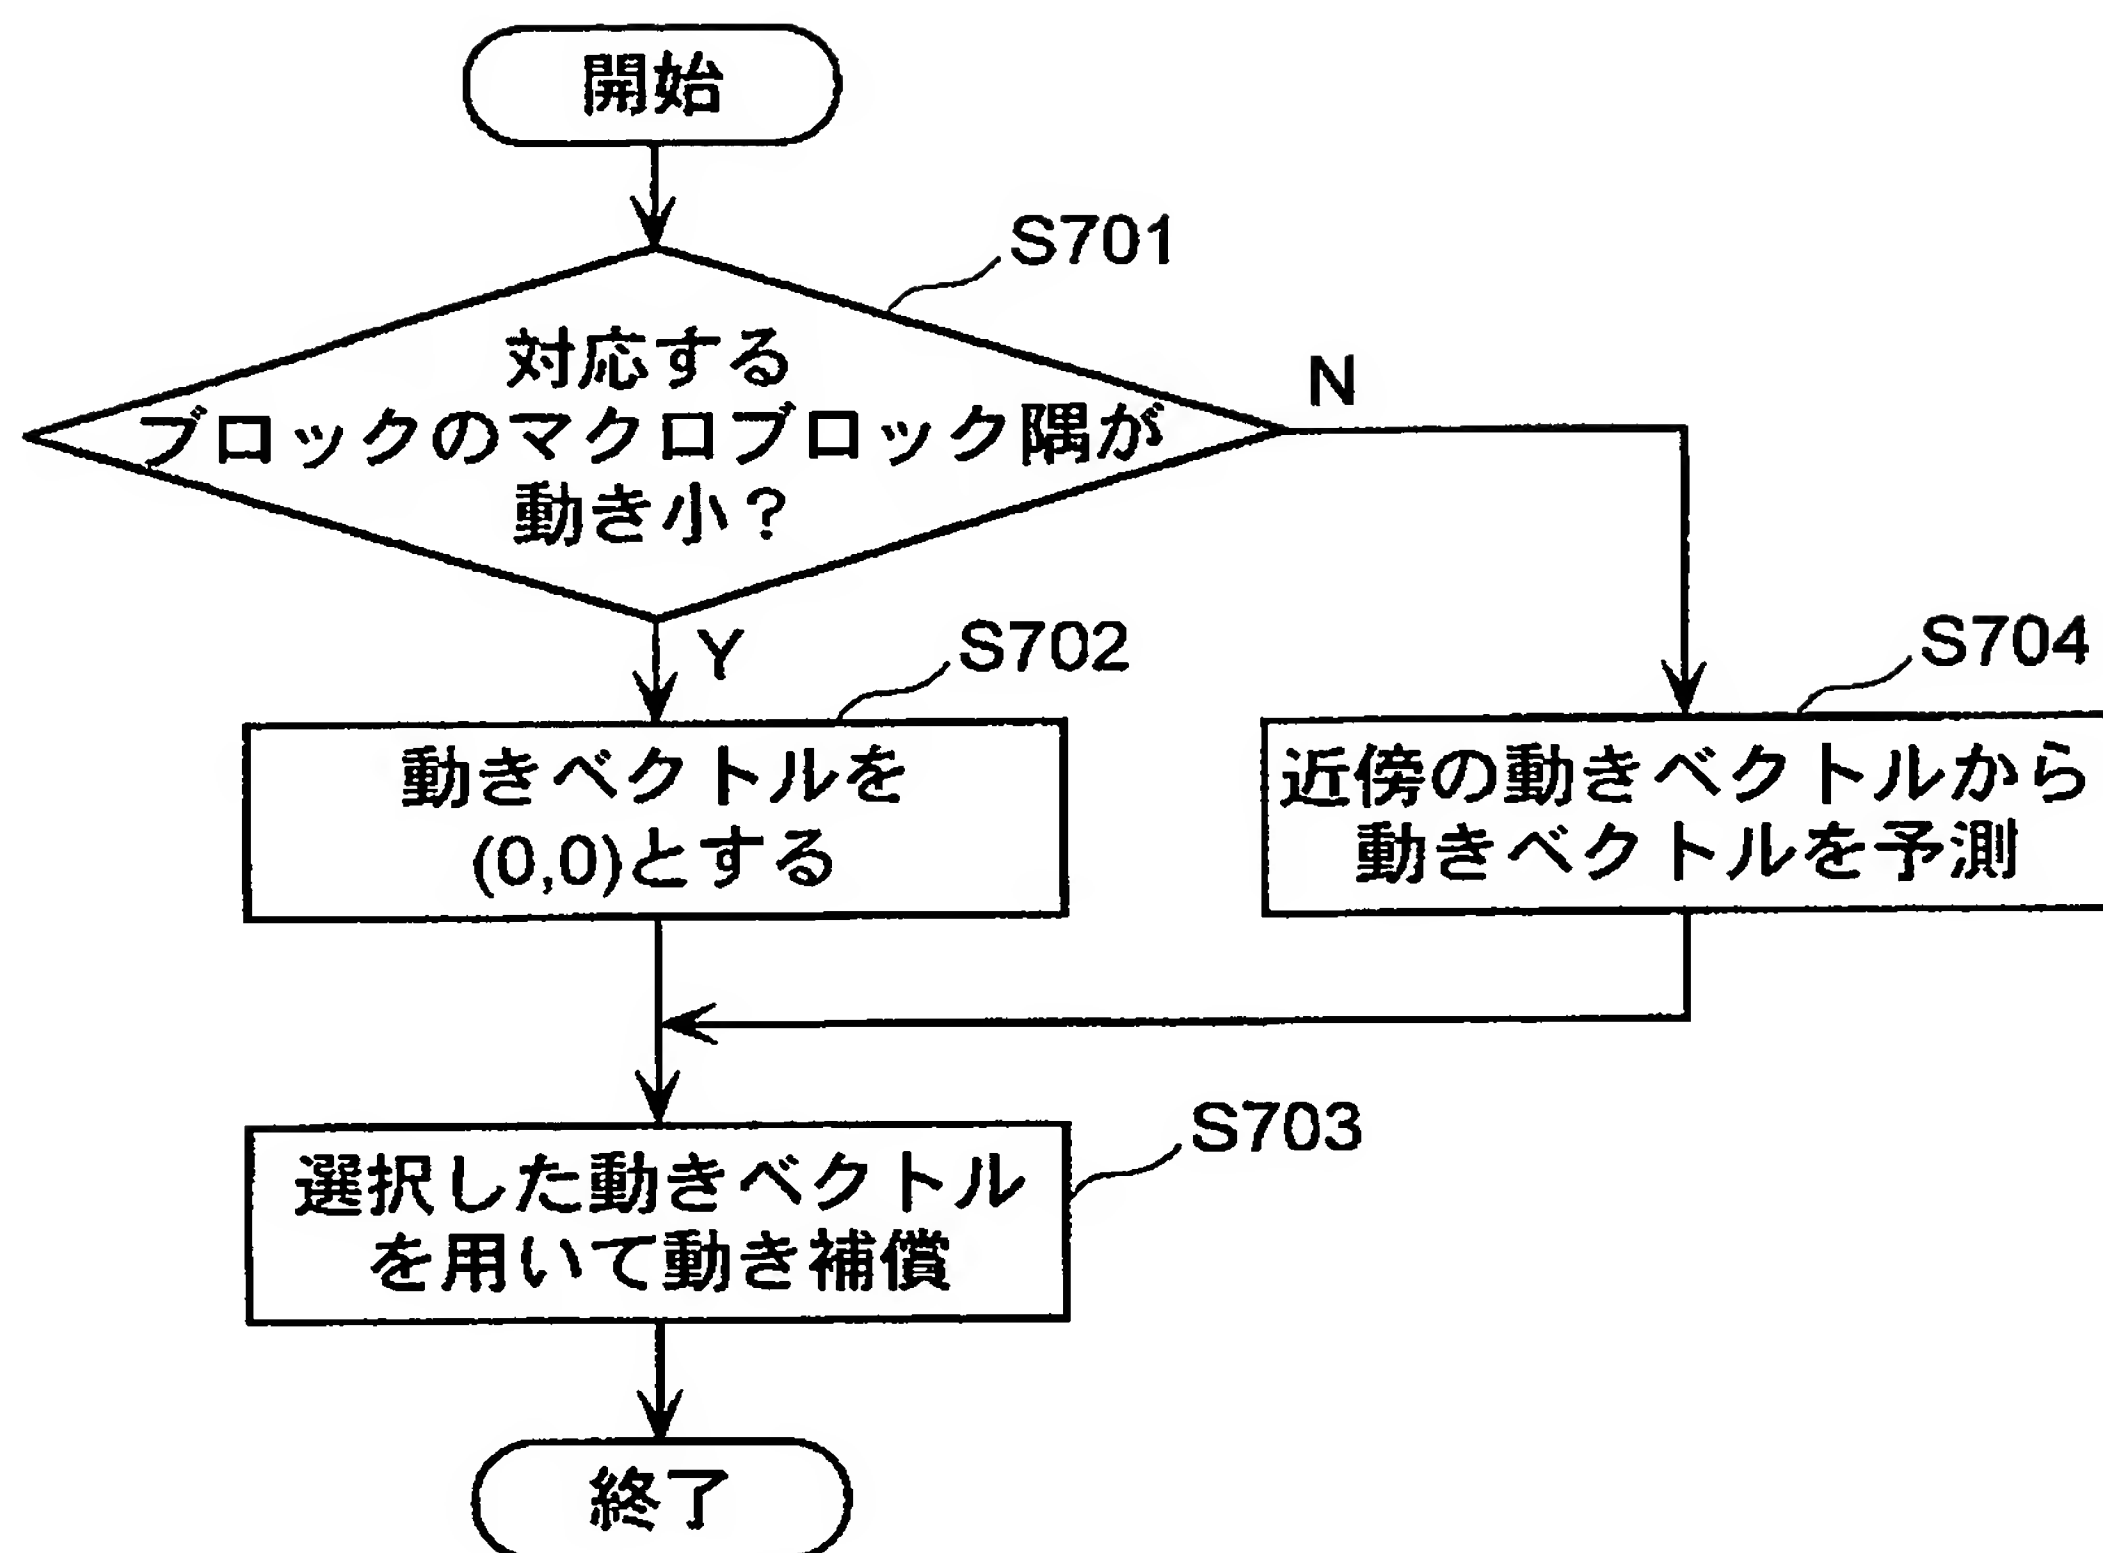 開始
S701
対応する
ブロックのマクロブロック隅が
動き小？
N
Y
S702
S704
動きベクトルを
(0,0)とする
近傍の動きベクトルから
動きベクトルを予測
S703
選択した動きベクトル
を用いて動き補償
終了